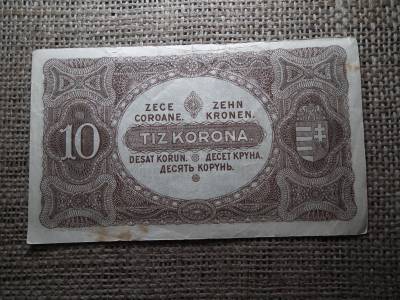 ZECE ZEHN
COROANE. KRONEN.
10
TIZ KORONA
DESAT KORUN. ДЕСЕТ КРУНА.
ДЕСЯТЬ КОРУНЬ.